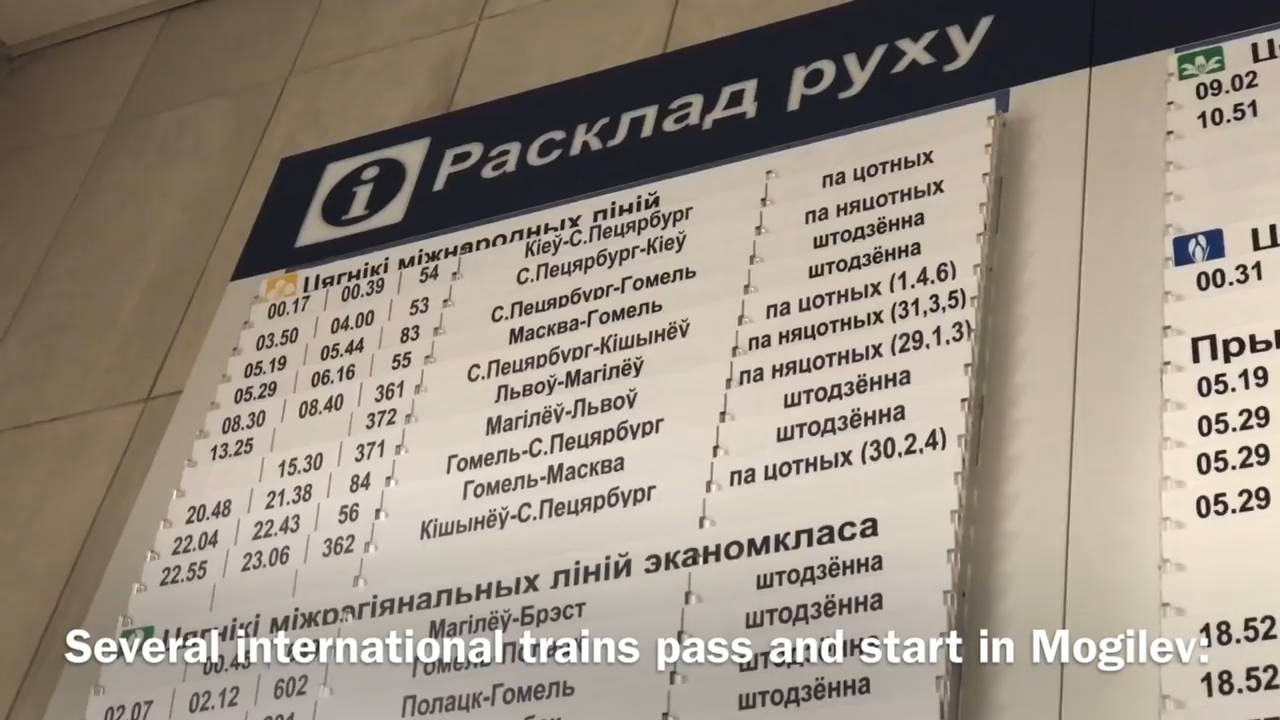 i Расклад руху
Цягнікі міжнародных ліній
00.17 00.39 54 Кіеў-С.Пецярбург па цотных
03.50 04.00 53 С.Пецярбург-Кіеў па няцотных
05.19 05.44 83 С.Пецярбург-Гомель штодзённа
05.29 06.16 55 Масква-Гомель штодзённа
08.30 08.40 361 С.Пецярбург-Кішынёў па цотных (1.4.6)
13.25 372 Львоў-Магілёў па няцотных (31,3,5)
15.30 371 Магілёў-Львоў па няцотных (29,1,3)
20.48 21.38 84 Гомель-С.Пецярбург штодзённа
22.04 22.43 56 Гомель-Масква штодзённа
22.55 23.06 362 Кішынёў-С.Пецярбург па цотных (30,2,4)
Цягнікі міжрэгіянальных ліній эканомкласа
00.43 Магілёў-Брэст штодзённа
02.07 02.12 602 Гомель-Полацк штодзённа
Полацк-Гомель штодзённа
штодзённа
09.02
10.51
00.31
Пры
05.19
05.29
05.29
05.29
18.52
18.52
Several international trains pass and start in Mogilev: